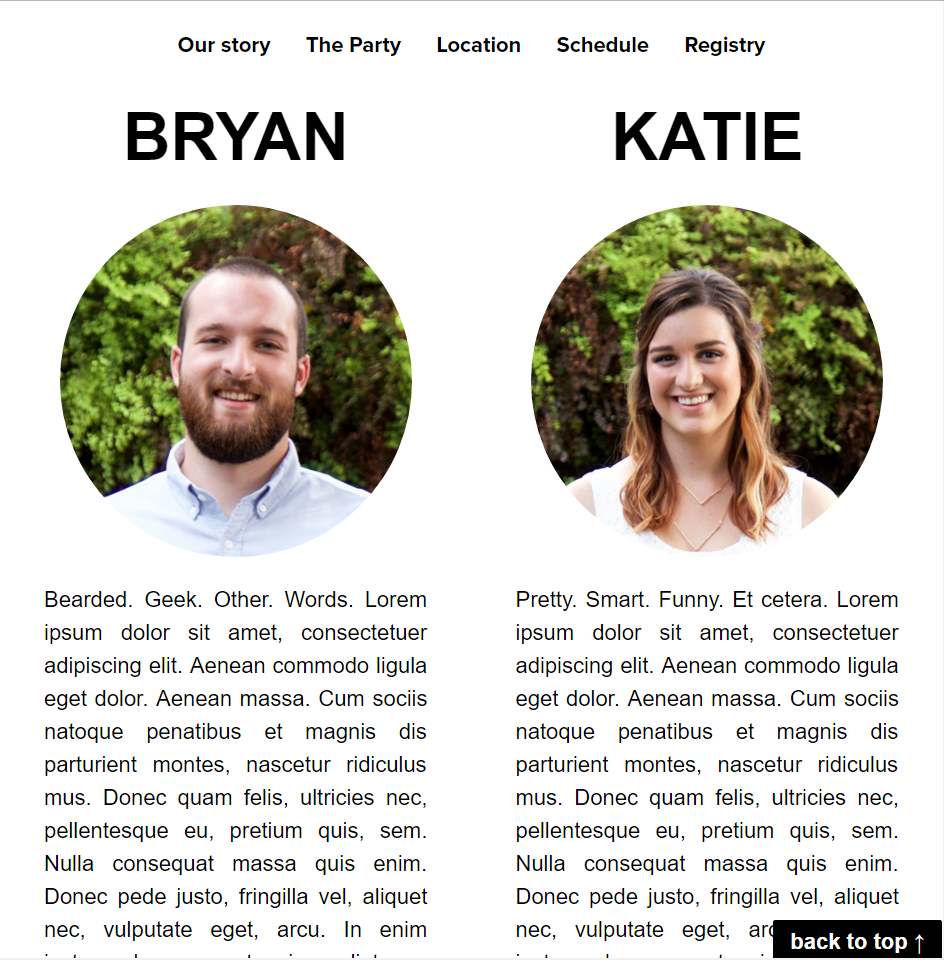 Our story The Party Location Schedule Registry
BRYAN
Bearded. Geek. Other. Words. Lorem
ipsum dolor sit amet, consectetuer
adipiscing elit. Aenean commodo ligula
eget dolor. Aenean massa. Cum sociis
natoque penatibus et magnis dis
parturient montes, nascetur ridiculus
mus. Donec quam felis, ultricies nec,
pellentesque eu, pretium quis, sem.
Nulla consequat massa quis enim.
Donec pede justo, fringilla vel, aliquet
nec, vulputate eget, arcu. In enim
KATIE
Pretty. Smart. Funny. Et cetera. Lorem
ipsum dolor sit amet, consectetuer
adipiscing elit. Aenean commodo ligula
eget dolor. Aenean massa. Cum sociis
natoque penatibus et magnis dis
parturient montes, nascetur ridiculus
mus. Donec quam felis, ultricies nec,
pellentesque eu, pretium quis, sem.
Nulla consequat massa quis enim.
Donec pede justo, fringilla vel, aliquet
nec, vulputate eget,
back to top ↑